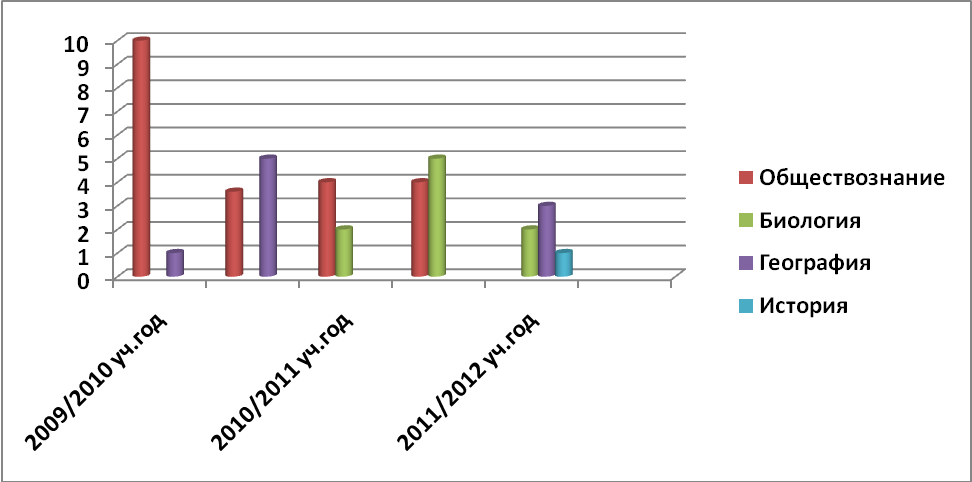 10
9
8
7
6
5
4
3
2
1
0
2009/2010 уч.год
2010/2011 уч.год
2011/2012 уч.год
Обществознание
Биология
География
История